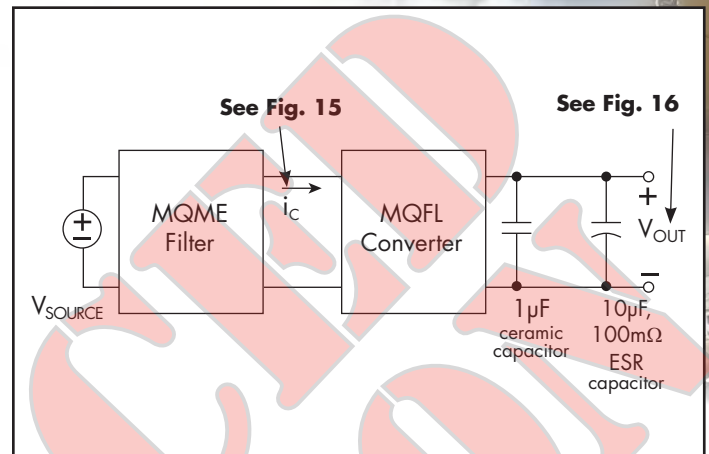 See Fig. 15
See Fig. 16
MQME
Filter
i_C
MQFL
Converter
+
V_OUT
−
V_SOURCE
+
−
1µF
ceramic
capacitor
10µF,
100mΩ
ESR
capacitor